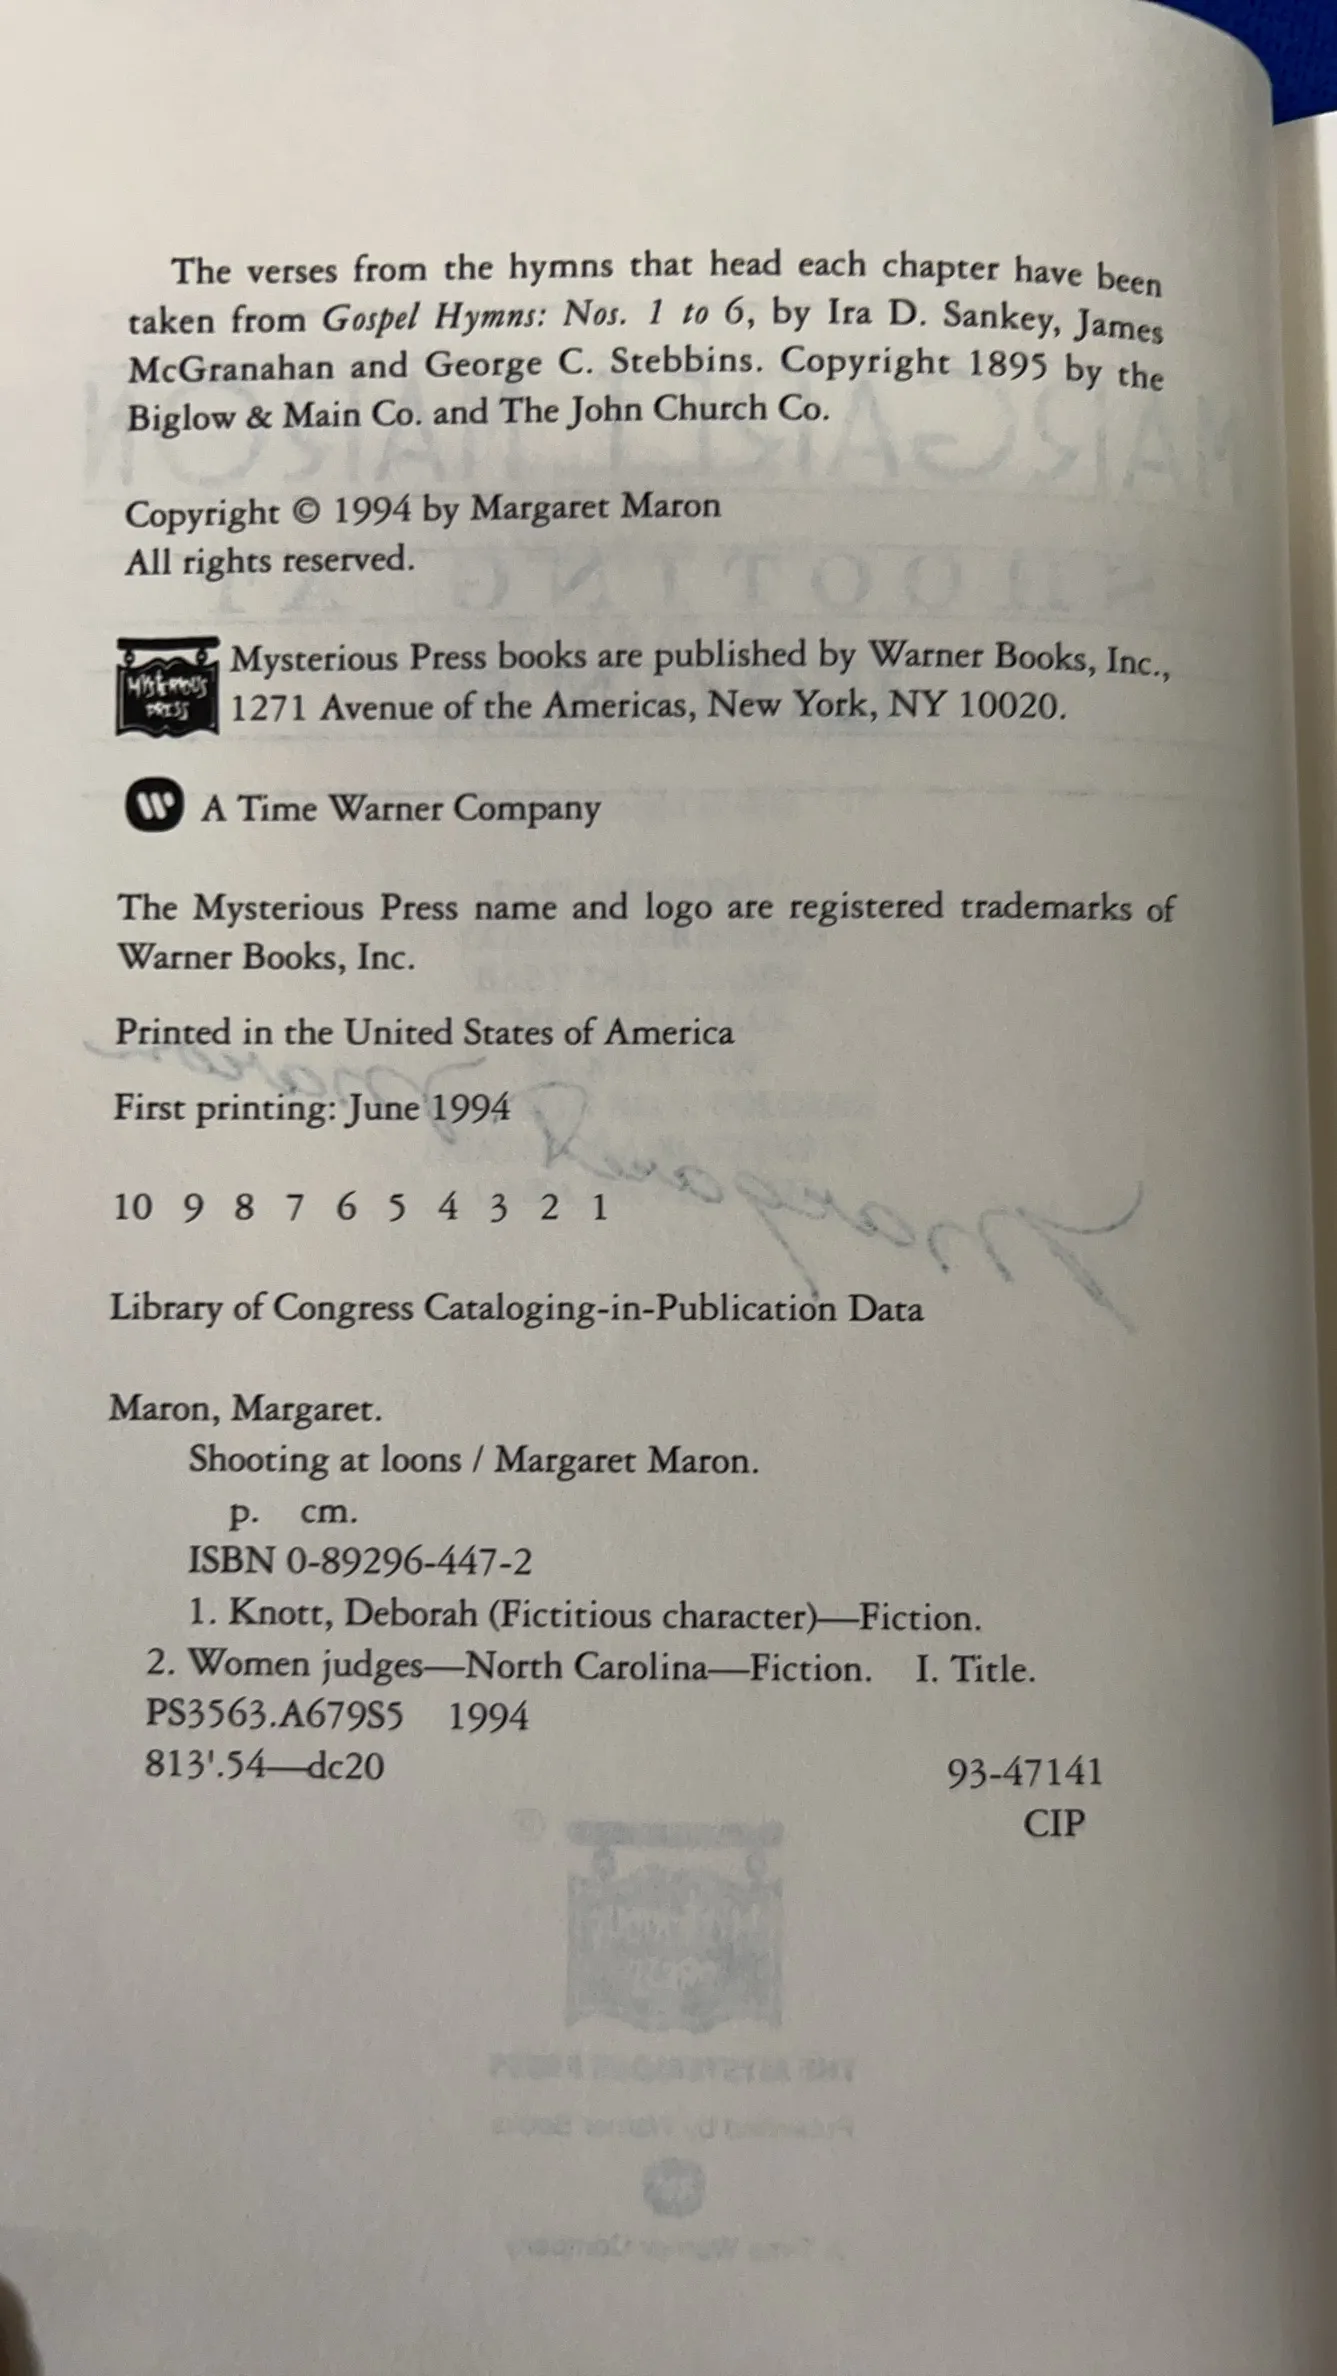 The verses from the hymns that head each chapter have been
taken from Gospel Hymns: Nos. 1 to 6, by Ira D. Sankey, James
McGranahan and George C. Stebbins. Copyright 1895 by the
Biglow & Main Co. and The John Church Co.
Copyright © 1994 by Margaret Maron
All rights reserved.
MYSTERIOUS
PRESS
Mysterious Press books are published by Warner Books, Inc.,
1271 Avenue of the Americas, New York, NY 10020.
W A Time Warner Company
The Mysterious Press name and logo are registered trademarks of
Warner Books, Inc.
Printed in the United States of America
First printing: June 1994
10 9 8 7 6 5 4 3 2 1
Library of Congress Cataloging-in-Publication Data
Maron, Margaret.
Shooting at loons / Margaret Maron.
p. cm.
ISBN 0-89296-447-2
1. Knott, Deborah (Fictitious character)—Fiction.
2. Women judges—North Carolina—Fiction. I. Title.
PS3563.A679S5 1994
813'.54—dc20
93-47141
CIP